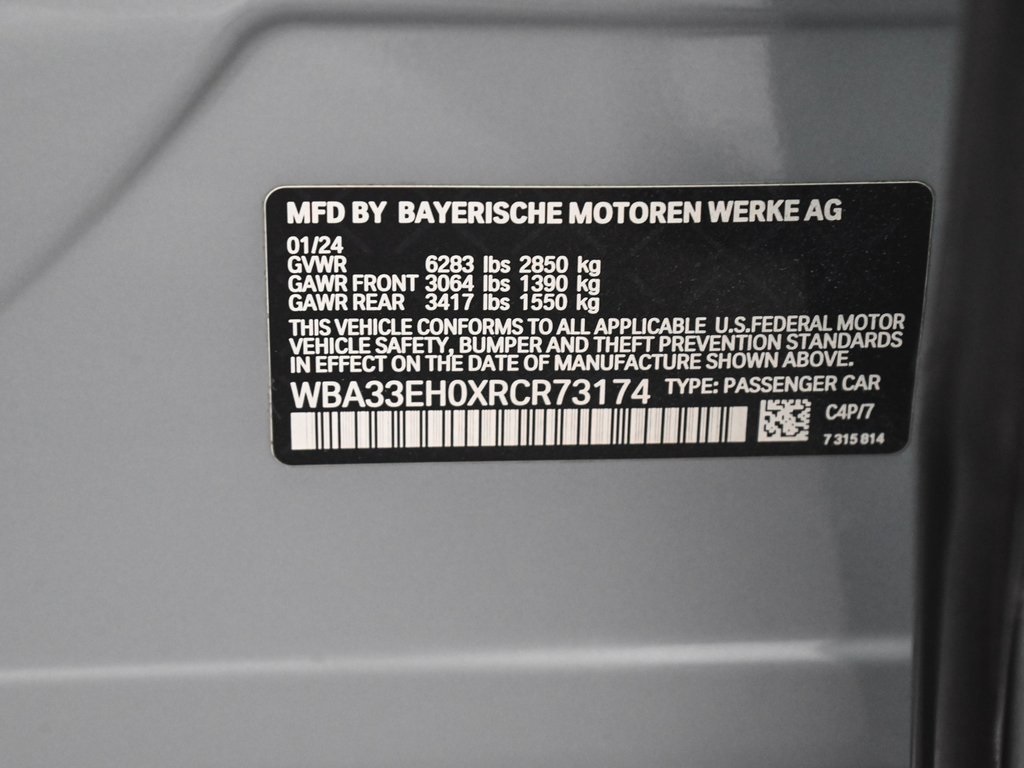 MFD BY BAYERISCHE MOTOREN WERKE AG
01/24
GVWR 6283 lbs 2850 kg
GAWR FRONT 3064 lbs 1390 kg
GAWR REAR 3417 lbs 1550 kg
THIS VEHICLE CONFORMS TO ALL APPLICABLE U.S.FEDERAL MOTOR
VEHICLE SAFETY, BUMPER AND THEFT PREVENTION STANDARDS
IN EFFECT ON THE DATE OF MANUFACTURE SHOWN ABOVE.
WBA33EH0XRCR73174 TYPE: PASSENGER CAR
C4P/7
7 315 814